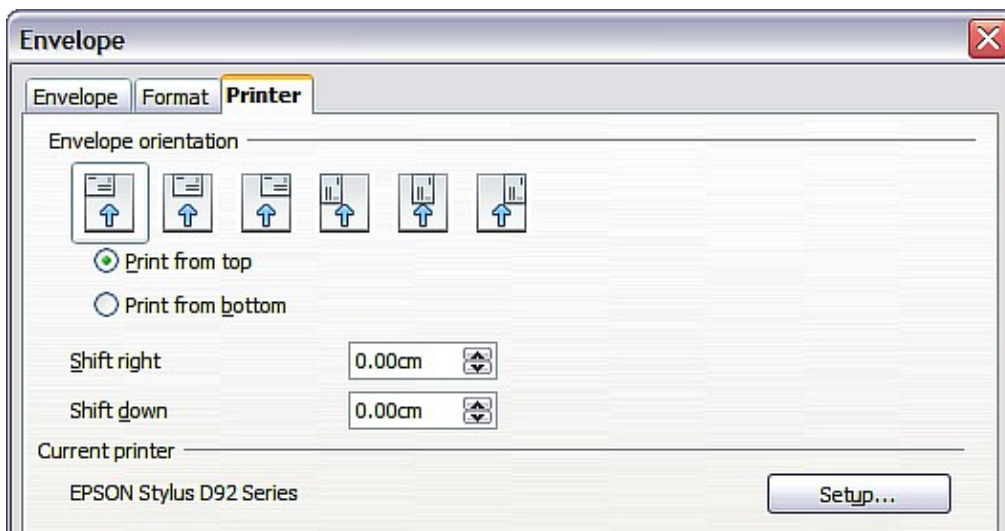 Envelope
Envelope Format Printer
Envelope orientation
Print from top
Print from bottom
Shift right 0.00cm
Shift down 0.00cm
Current printer
EPSON Stylus D92 Series Setup...